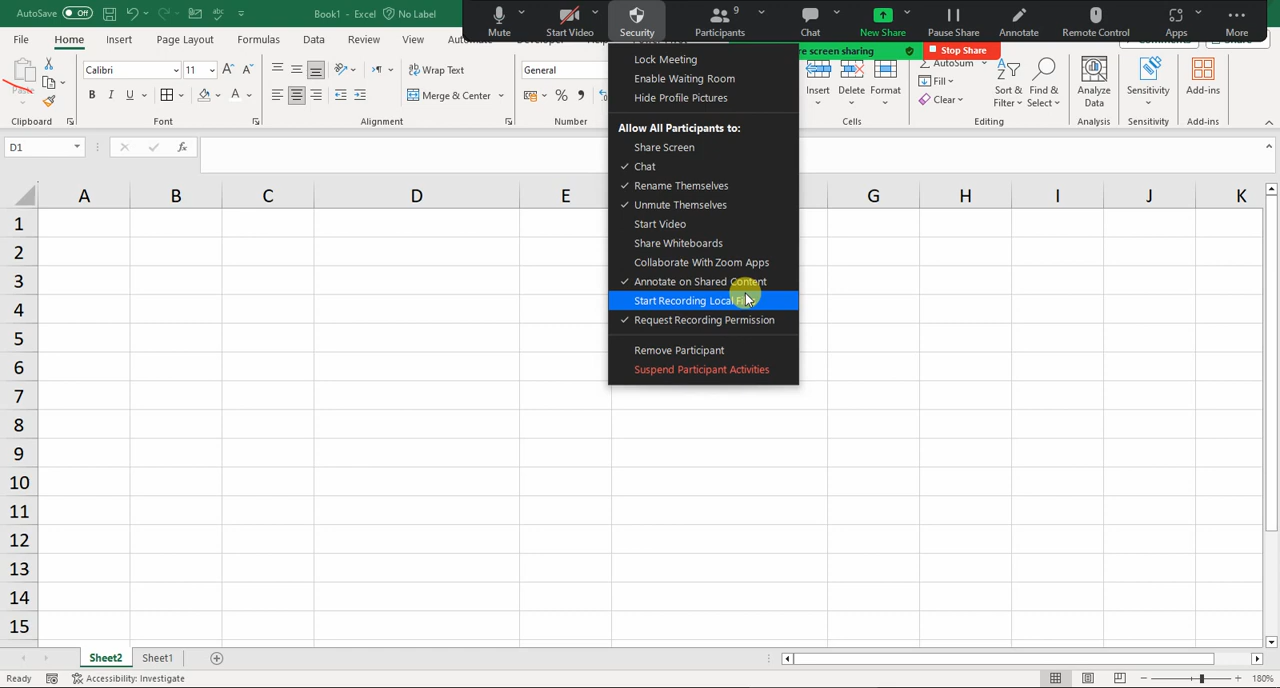 AutoSave Off Book1 - Excel No Label
Mute Start Video Security Participants 9 Chat New Share Pause Share Annotate Remote Control Apps More
File Home Insert Page Layout Formulas Data Review View
screen sharing Stop Share
Lock Meeting
Enable Waiting Room
Hide Profile Pictures
Allow All Participants to:
Share Screen
Chat
Rename Themselves
Unmute Themselves
Start Video
Share Whiteboards
Collaborate With Zoom Apps
Annotate on Shared Content
Start Recording Local
Request Recording Permission
Remove Participant
Suspend Participant Activities
Calibri 11 Wrap Text General
B I U A Merge & Center %
Insert Delete Format
AutoSum
Fill
Clear
Sort & Filter
Find & Select
Analyze Data
Sensitivity
Add-ins
Clipboard Font Alignment Number Cells Editing Analysis Sensitivity Add-ins
D1 fx
A B C D E G H I J K
1
2
3
4
5
6
7
8
9
10
11
12
13
14
15
Sheet2 Sheet1
Ready Accessibility: Investigate 180%